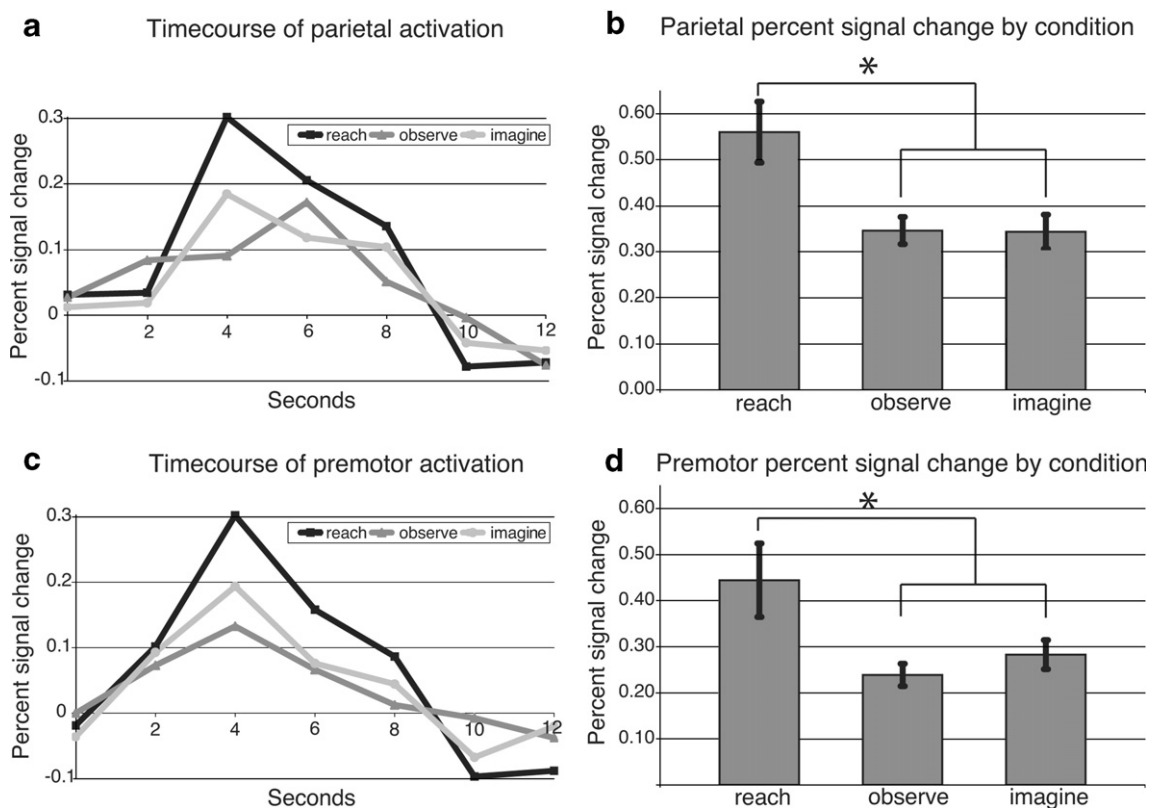 a Timecourse of parietal activation
Percent signal change
0.3
0.2
0.1
0
-0.1
reach observe imagine
2 4 6 8 10 12
Seconds
b Parietal percent signal change by condition
*
Percent signal change
0.60
0.50
0.40
0.30
0.20
0.10
0.00
reach observe imagine
c Timecourse of premotor activation
Percent signal change
0.3
0.2
0.1
0
-0.1
reach observe imagine
2 4 6 8 10 12
Seconds
d Premotor percent signal change by condition
*
Percent signal change
0.60
0.50
0.40
0.30
0.20
0.10
reach observe imagine